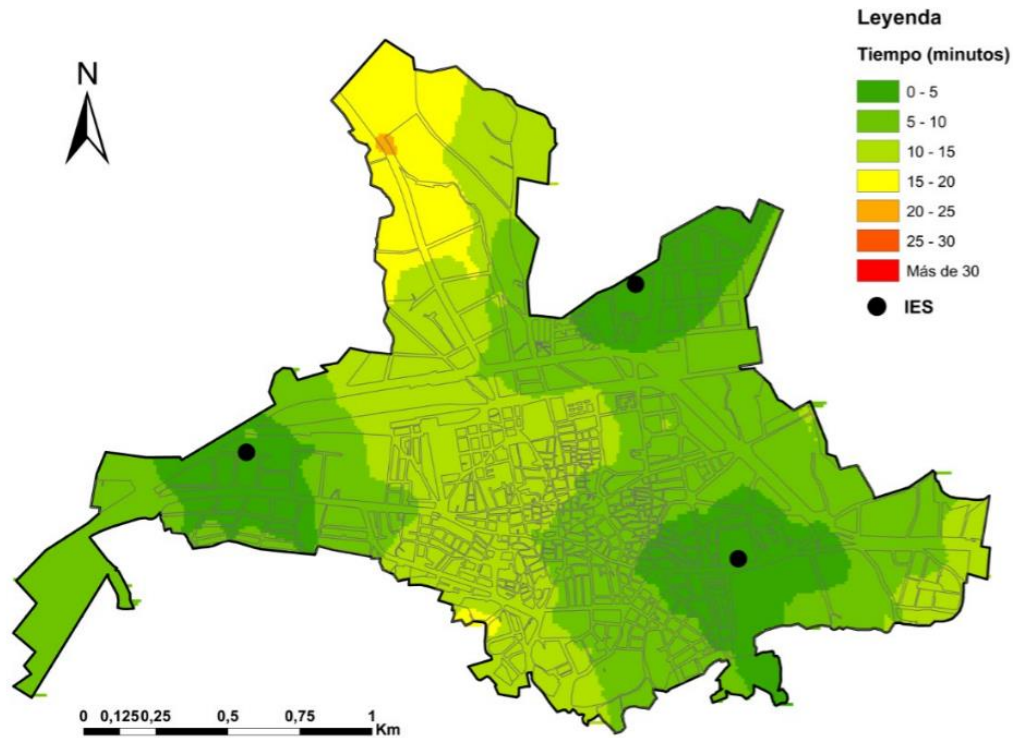 Leyenda
Tiempo (minutos)
0 - 5
5 - 10
10 - 15
15 - 20
20 - 25
25 - 30
Más de 30
IES
N
0 0,1250,25 0,5 0,75 1
Km